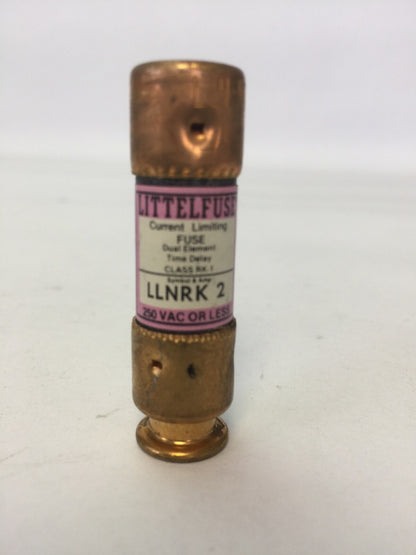 LITTELFUSE
Current Limiting
FUSE
Dual Element
Time Delay
CLASS RK-1
Symbol & Amp
LLNRK 2
250 VAC OR LESS